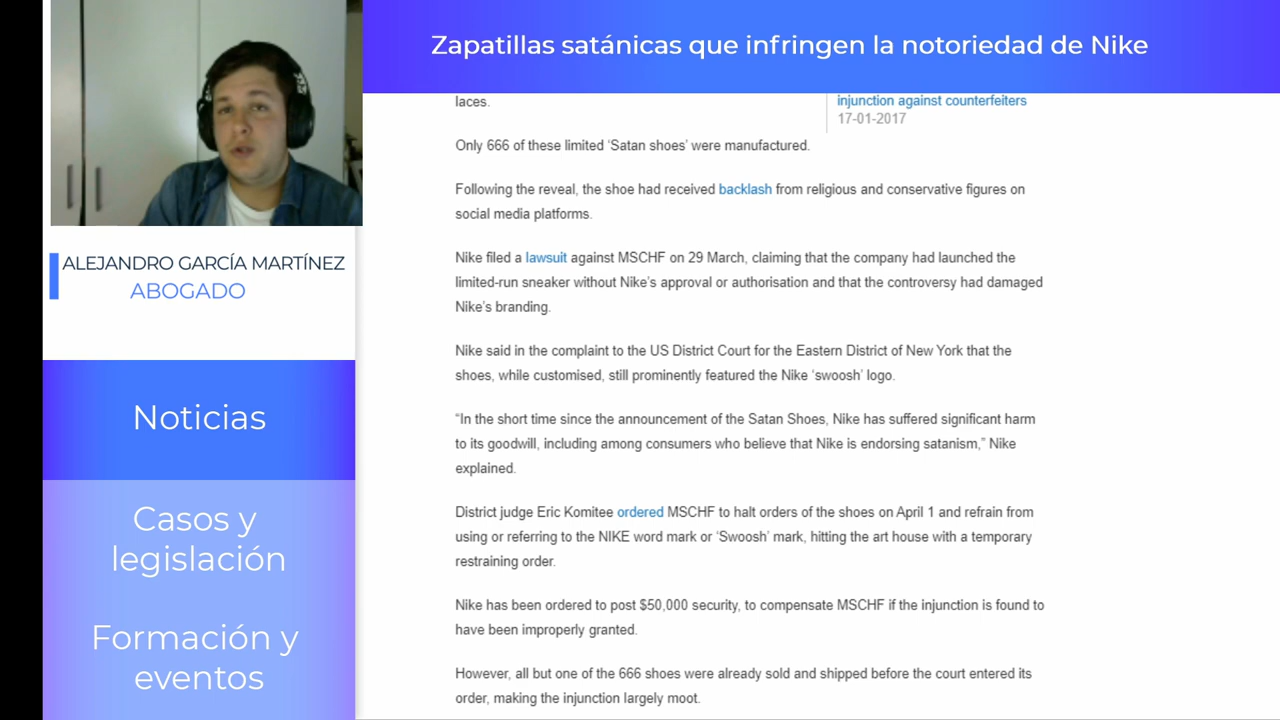 Zapatillas satánicas que infringen la notoriedad de Nike
ALEJANDRO GARCÍA MARTÍNEZ
ABOGADO
Noticias
Casos y
legislación
Formación y
eventos
laces.
injunction against counterfeiters
17-01-2017
Only 666 of these limited ‘Satan shoes’ were manufactured.
Following the reveal, the shoe had received backlash from religious and conservative figures on
social media platforms.
Nike filed a lawsuit against MSCHF on 29 March, claiming that the company had launched the
limited-run sneaker without Nike’s approval or authorisation and that the controversy had damaged
Nike’s branding.
Nike said in the complaint to the US District Court for the Eastern District of New York that the
shoes, while customised, still prominently featured the Nike ‘swoosh’ logo.
“In the short time since the announcement of the Satan Shoes, Nike has suffered significant harm
to its goodwill, including among consumers who believe that Nike is endorsing satanism,” Nike
explained.
District judge Eric Komitee ordered MSCHF to halt orders of the shoes on April 1 and refrain from
using or referring to the NIKE word mark or ‘Swoosh’ mark, hitting the art house with a temporary
restraining order.
Nike has been ordered to post $50,000 security, to compensate MSCHF if the injunction is found to
have been improperly granted.
However, all but one of the 666 shoes were already sold and shipped before the court entered its
order, making the injunction largely moot.